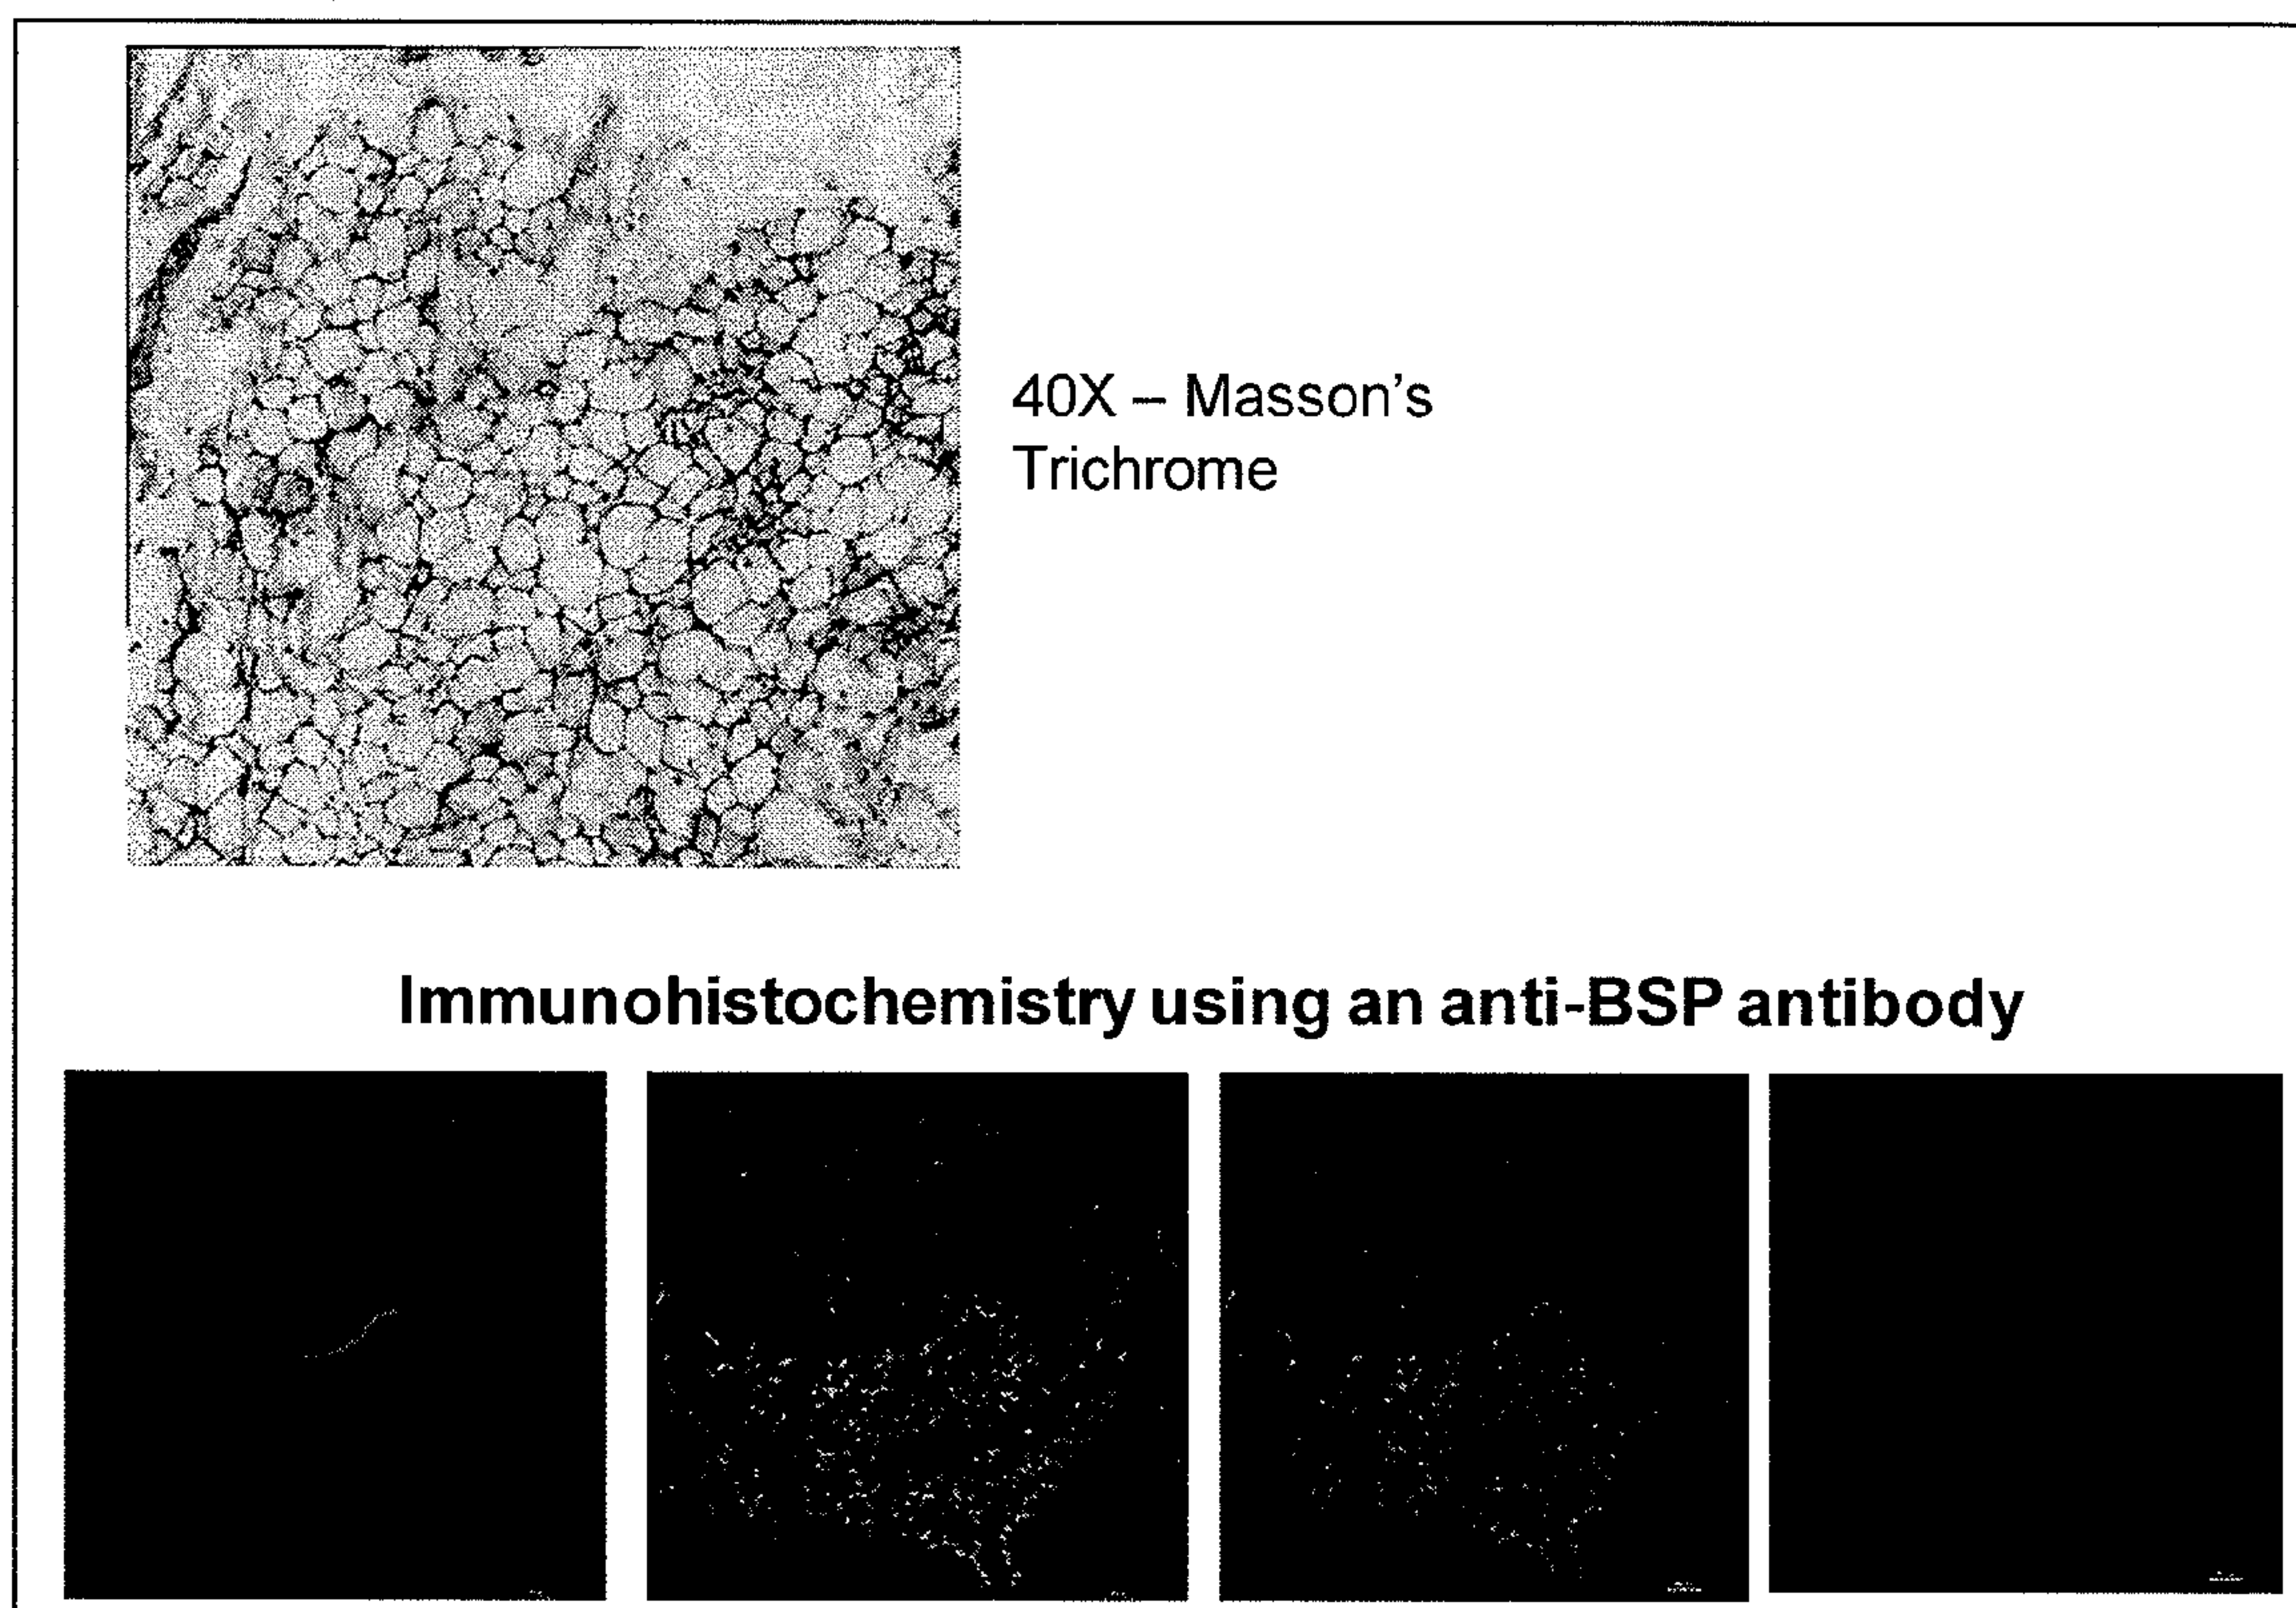 40X – Masson's
Trichrome
Immunohistochemistry using an anti-BSP antibody